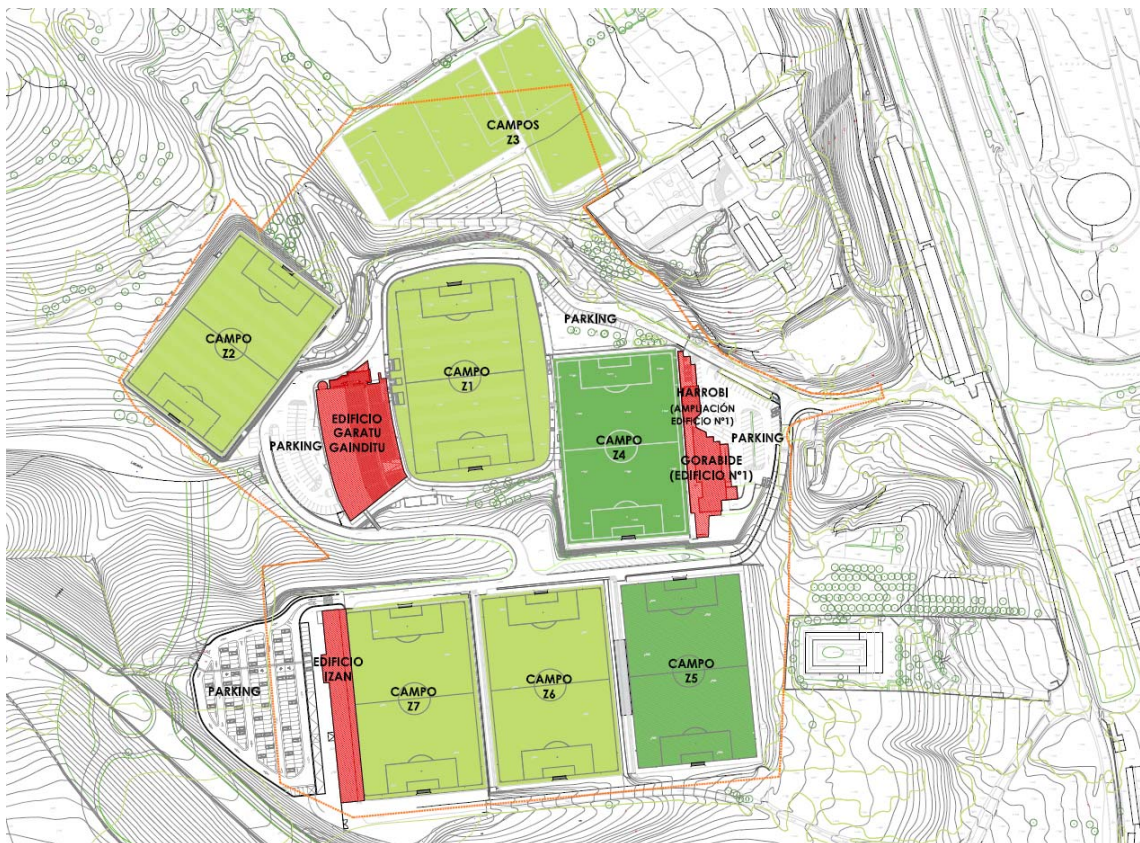 CAMPOS
Z3
CAMPO
Z2
CAMPO
Z1
PARKING
HARROBI
(AMPLIACIÓN
EDIFICIO Nº1)
EDIFICIO
GARATU
GAINDITU
PARKING
CAMPO
Z4
PARKING
GORABIDE
(EDIFICIO Nº1)
EDIFICIO
IZAN
PARKING
CAMPO
Z7
CAMPO
Z6
CAMPO
Z5